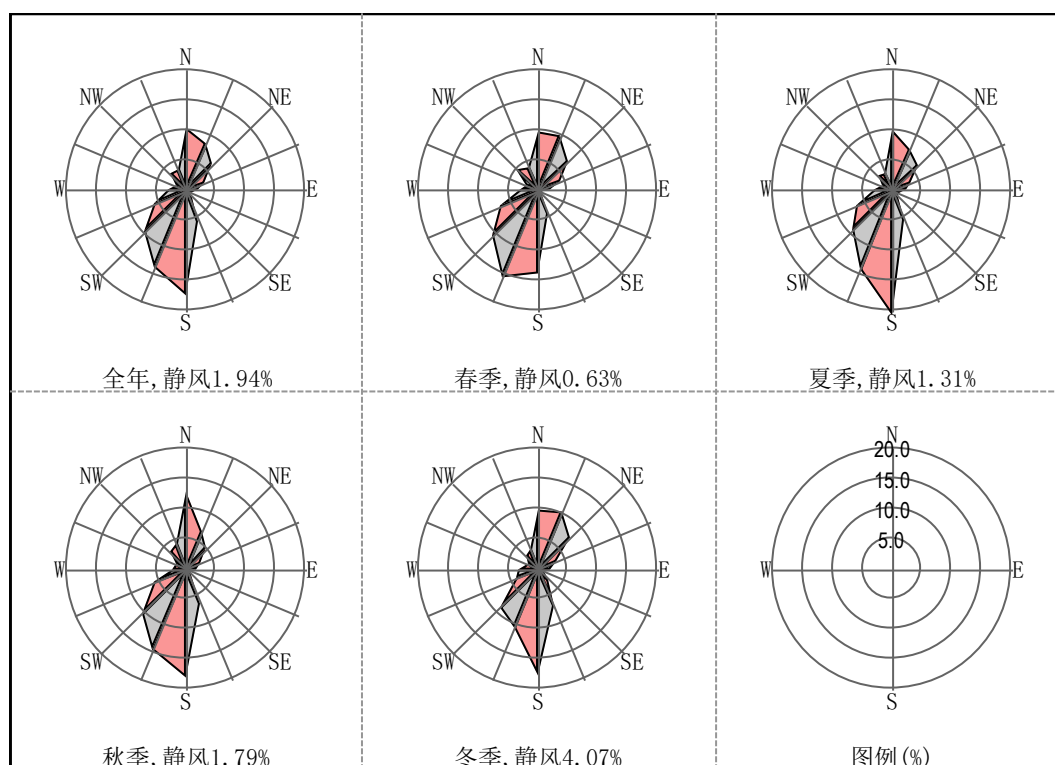 N
NW NE
W E
SW SE
S
全年,静风1.94%
N
NW NE
W E
SW SE
S
春季,静风0.63%
N
NW NE
W E
SW SE
S
夏季,静风1.31%
N
NW NE
W E
SW SE
S
秋季,静风1.79%
N
NW NE
W E
SW SE
S
冬季,静风4.07%
N
20.0
15.0
10.0
5.0
W E
S
图例(%)